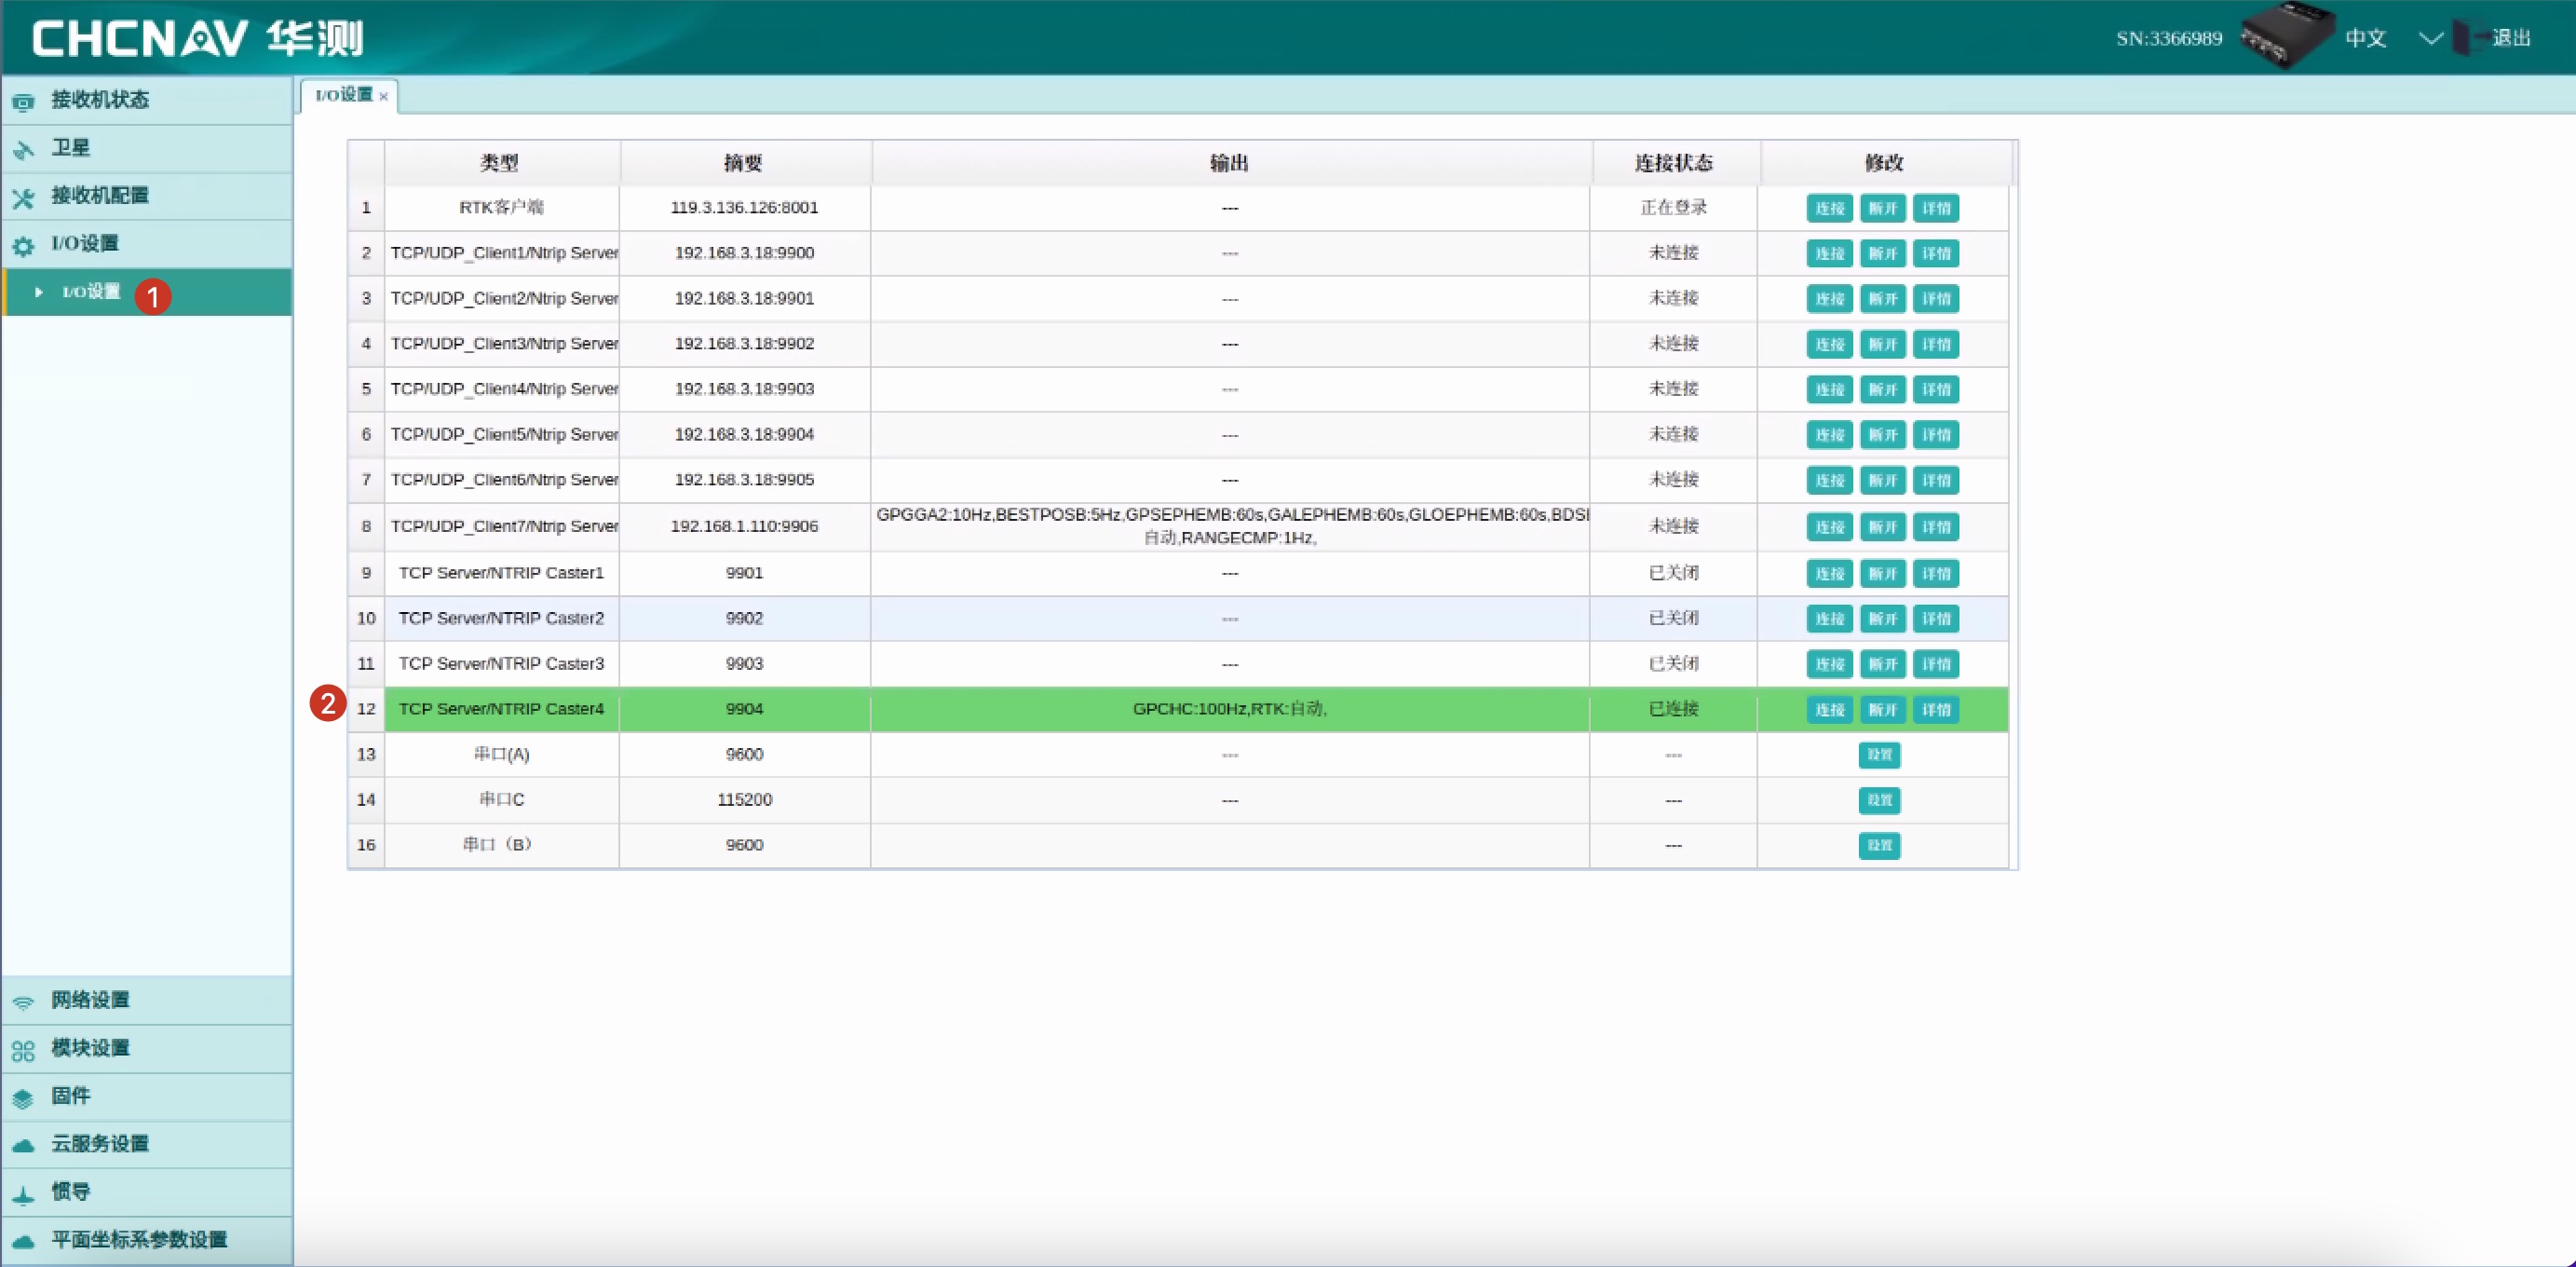 CHCNAV 华测
SN:3366989
中文
退出
接收机状态
卫星
接收机配置
I/O设置
I/O设置
1
网络设置
模块设置
固件
云服务设置
惯导
平面坐标系参数设置
I/O设置 ×
类型 摘要 输出 连接状态 修改
1 RTK客户端 119.3.136.126:8001 --- 正在登录 连接 断开 详情
2 TCP/UDP_Client1/Ntrip Server 192.168.3.18:9900 --- 未连接 连接 断开 详情
3 TCP/UDP_Client2/Ntrip Server 192.168.3.18:9901 --- 未连接 连接 断开 详情
4 TCP/UDP_Client3/Ntrip Server 192.168.3.18:9902 --- 未连接 连接 断开 详情
5 TCP/UDP_Client4/Ntrip Server 192.168.3.18:9903 --- 未连接 连接 断开 详情
6 TCP/UDP_Client5/Ntrip Server 192.168.3.18:9904 --- 未连接 连接 断开 详情
7 TCP/UDP_Client6/Ntrip Server 192.168.3.18:9905 --- 未连接 连接 断开 详情
8 TCP/UDP_Client7/Ntrip Server 192.168.1.110:9906 GPGGA2:10Hz,BESTPOSB:5Hz,GPSEPHEMB:60s,GALEPHEMB:60s,GLOEPHEMB:60s,BDSI 未连接 连接 断开 详情
自动,RANGECMP:1Hz,
9 TCP Server/NTRIP Caster1 9901 --- 已关闭 连接 断开 详情
10 TCP Server/NTRIP Caster2 9902 --- 已关闭 连接 断开 详情
11 TCP Server/NTRIP Caster3 9903 --- 已关闭 连接 断开 详情
2
12 TCP Server/NTRIP Caster4 9904 GPCHC:100Hz,RTK:自动, 已连接 连接 断开 详情
13 串口(A) 9600 --- --- 设置
14 串口C 115200 --- --- 设置
16 串口（B） 9600 --- 设置